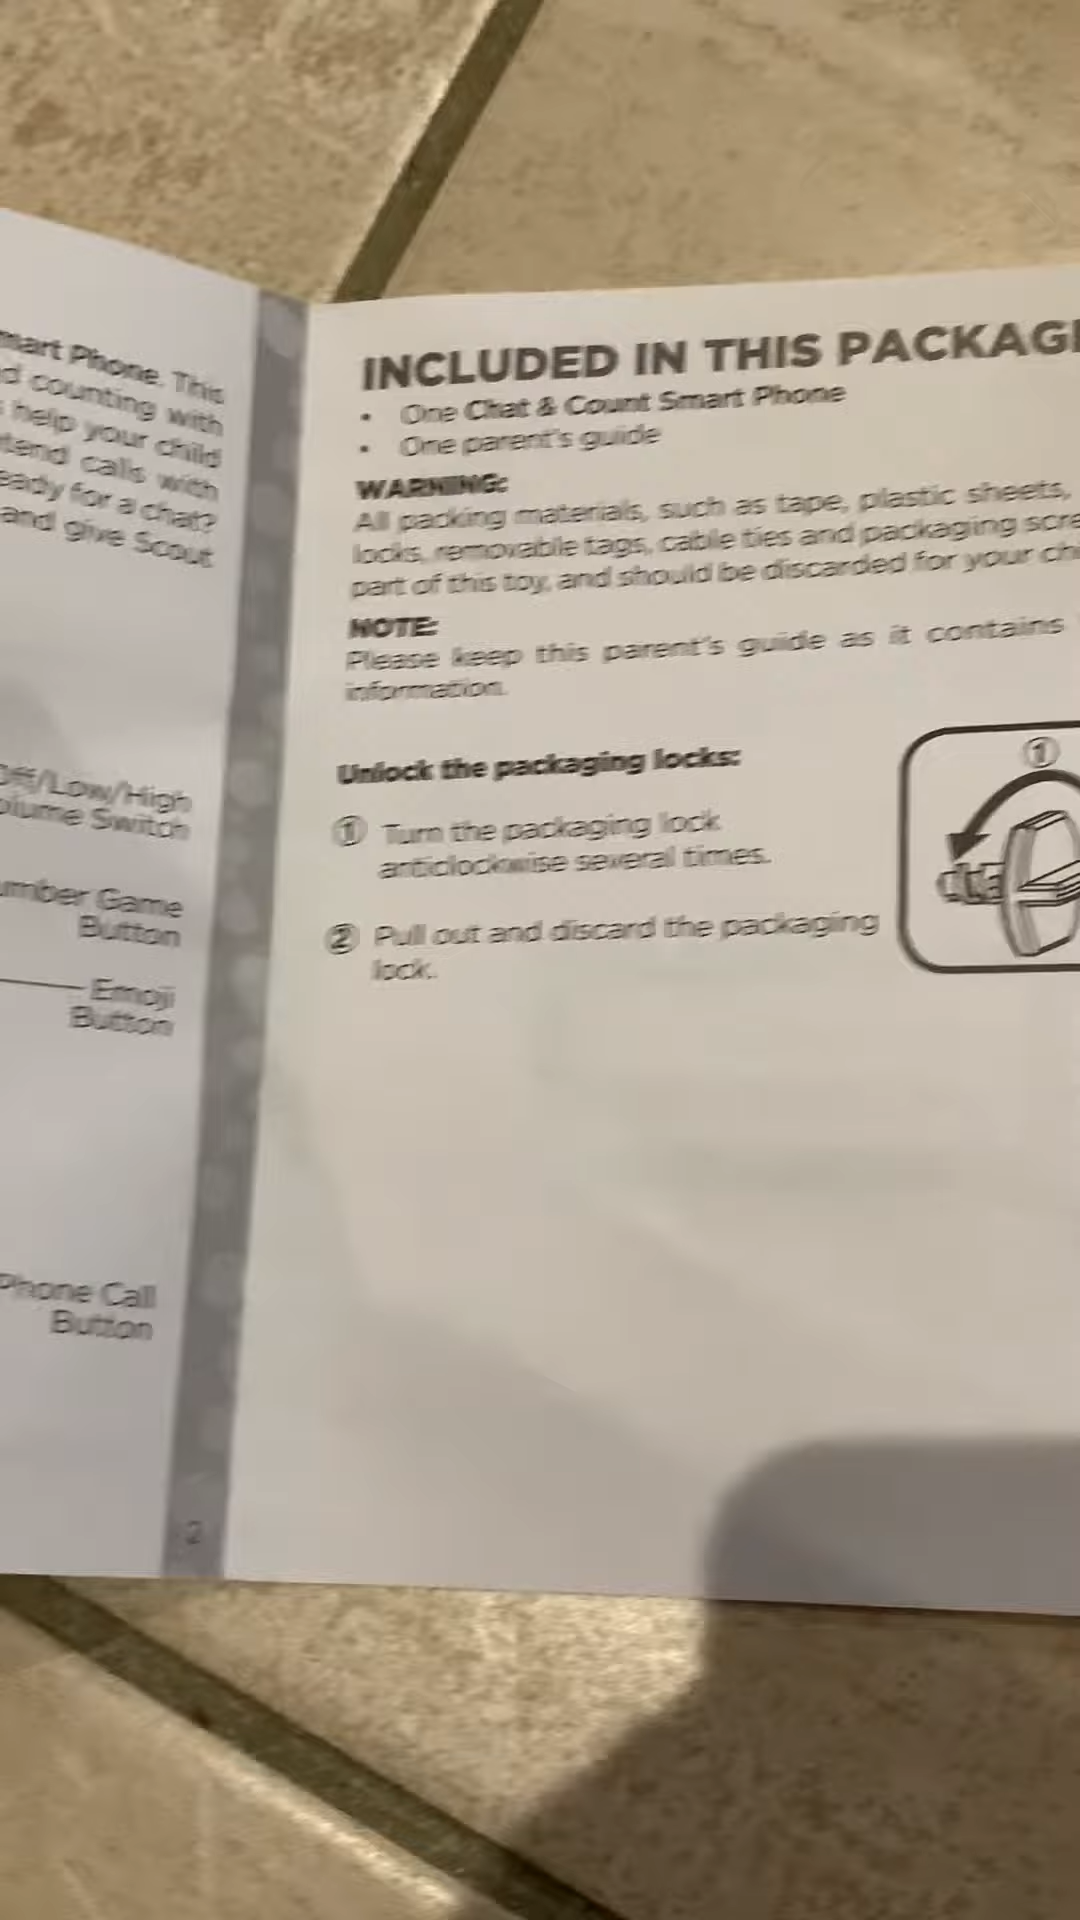 mart Phone. This
d counting with
help your child
tend calls with
eady for a chat?
and give Scout
Off/Low/High
olume Switch
umber Game
Button
Emoji
Button
Phone Call
Button
2
INCLUDED IN THIS PACKAG
• One Chat & Count Smart Phone
• One parent's guide
WARNING:
All packing materials, such as tape, plastic sheets,
locks, removable tags, cable ties and packaging scre
part of this toy, and should be discarded for your ch
NOTE:
Please keep this parent's guide as it contains
information.
Unlock the packaging locks:
① Turn the packaging lock
anticlockwise several times.
② Pull out and discard the packaging
lock.
①